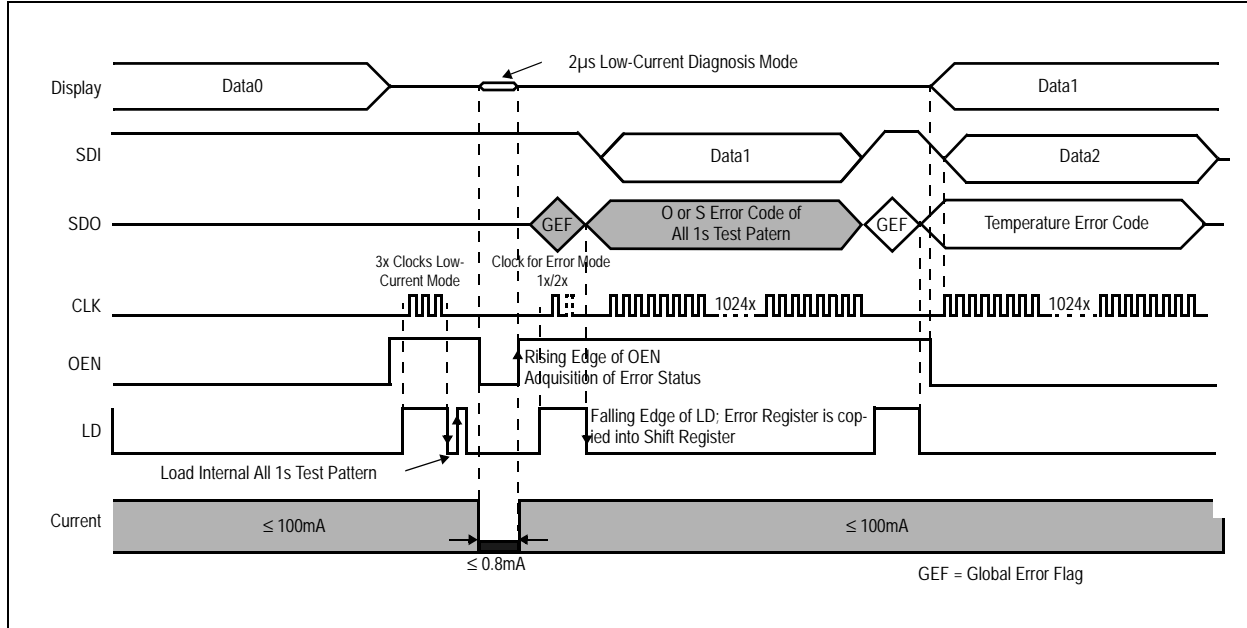 2µs Low-Current Diagnosis Mode
Display
Data0
Data1
SDI
Data1
Data2
SDO
GEF
O or S Error Code of
All 1s Test Patern
GEF
Temperature Error Code
3x Clocks Low-
Current Mode
Clock for Error Mode
1x/2x
CLK
1024x
1024x
OEN
Rising Edge of OEN
Acquisition of Error Status
LD
Falling Edge of LD; Error Register is cop-
ied into Shift Register
Load Internal All 1s Test Pattern
Current
≤ 100mA
≤ 100mA
≤ 0.8mA
GEF = Global Error Flag